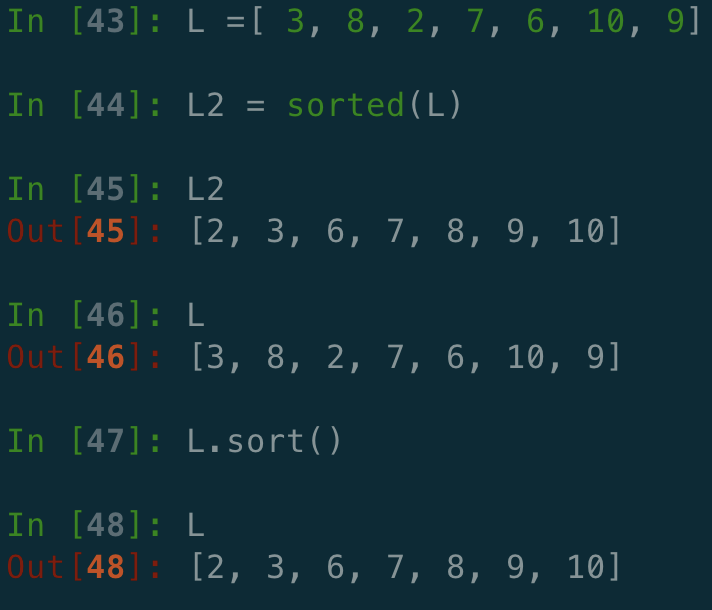 In [43]: L =[ 3, 8, 2, 7, 6, 10, 9]
In [44]: L2 = sorted(L)
In [45]: L2
Out[45]: [2, 3, 6, 7, 8, 9, 10]
In [46]: L
Out[46]: [3, 8, 2, 7, 6, 10, 9]
In [47]: L.sort()
In [48]: L
Out[48]: [2, 3, 6, 7, 8, 9, 10]